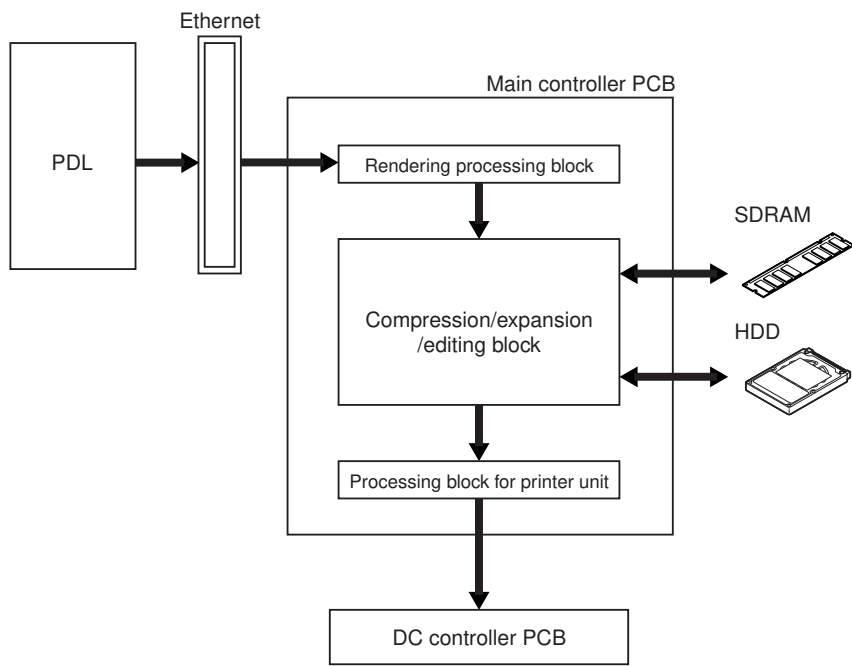 Ethernet
Main controller PCB
PDL
Rendering processing block
SDRAM
Compression/expansion
/editing block
HDD
Processing block for printer unit
DC controller PCB